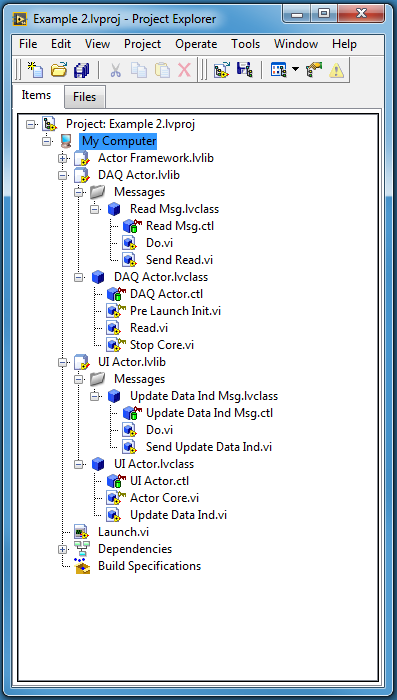 Example 2.lvproj - Project Explorer
File Edit View Project Operate Tools Window Help
Items Files
Project: Example 2.lvproj
My Computer
Actor Framework.lvlib
DAQ Actor.lvlib
Messages
Read Msg.lvclass
Read Msg.ctl
Do.vi
Send Read.vi
DAQ Actor.lvclass
DAQ Actor.ctl
Pre Launch Init.vi
Read.vi
Stop Core.vi
UI Actor.lvlib
Messages
Update Data Ind Msg.lvclass
Update Data Ind Msg.ctl
Do.vi
Send Update Data Ind.vi
UI Actor.lvclass
UI Actor.ctl
Actor Core.vi
Update Data Ind.vi
Launch.vi
Dependencies
Build Specifications